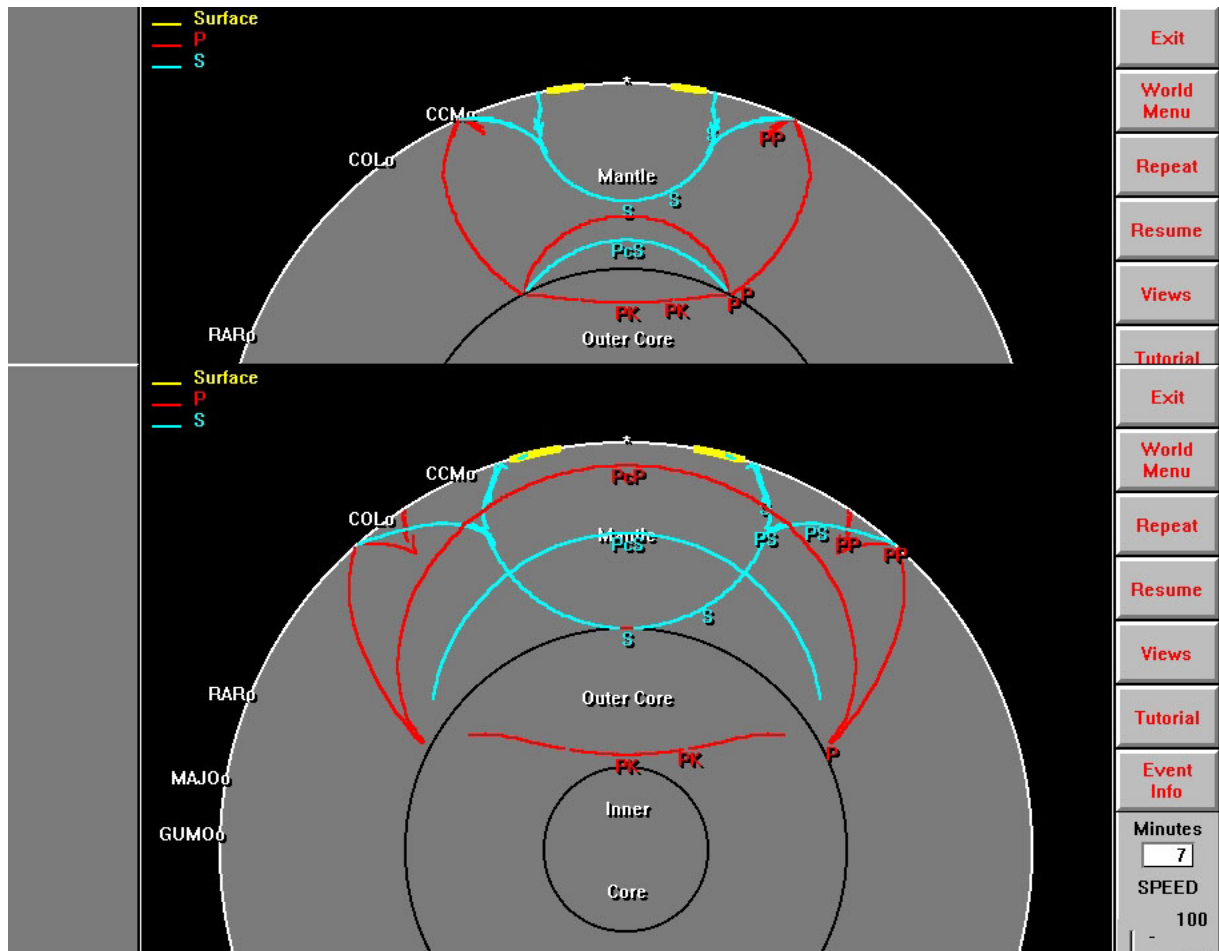 Surface
P
S
*
CCMo
COLo
S
PP
Mantle
S
S
PcS
P
P
PK
PK
Outer Core
RARo
Exit
World
Menu
Repeat
Resume
Views
Tutorial
Surface
P
S
*
CCMo
PcP
COLo
S
Mantle
PS
PS
PcS
PP
PP
S
S
RARo
Outer Core
P
PK
PK
MAJOo
Inner
GUMOo
Core
Exit
World
Menu
Repeat
Resume
Views
Tutorial
Event
Info
Minutes
7
SPEED
100